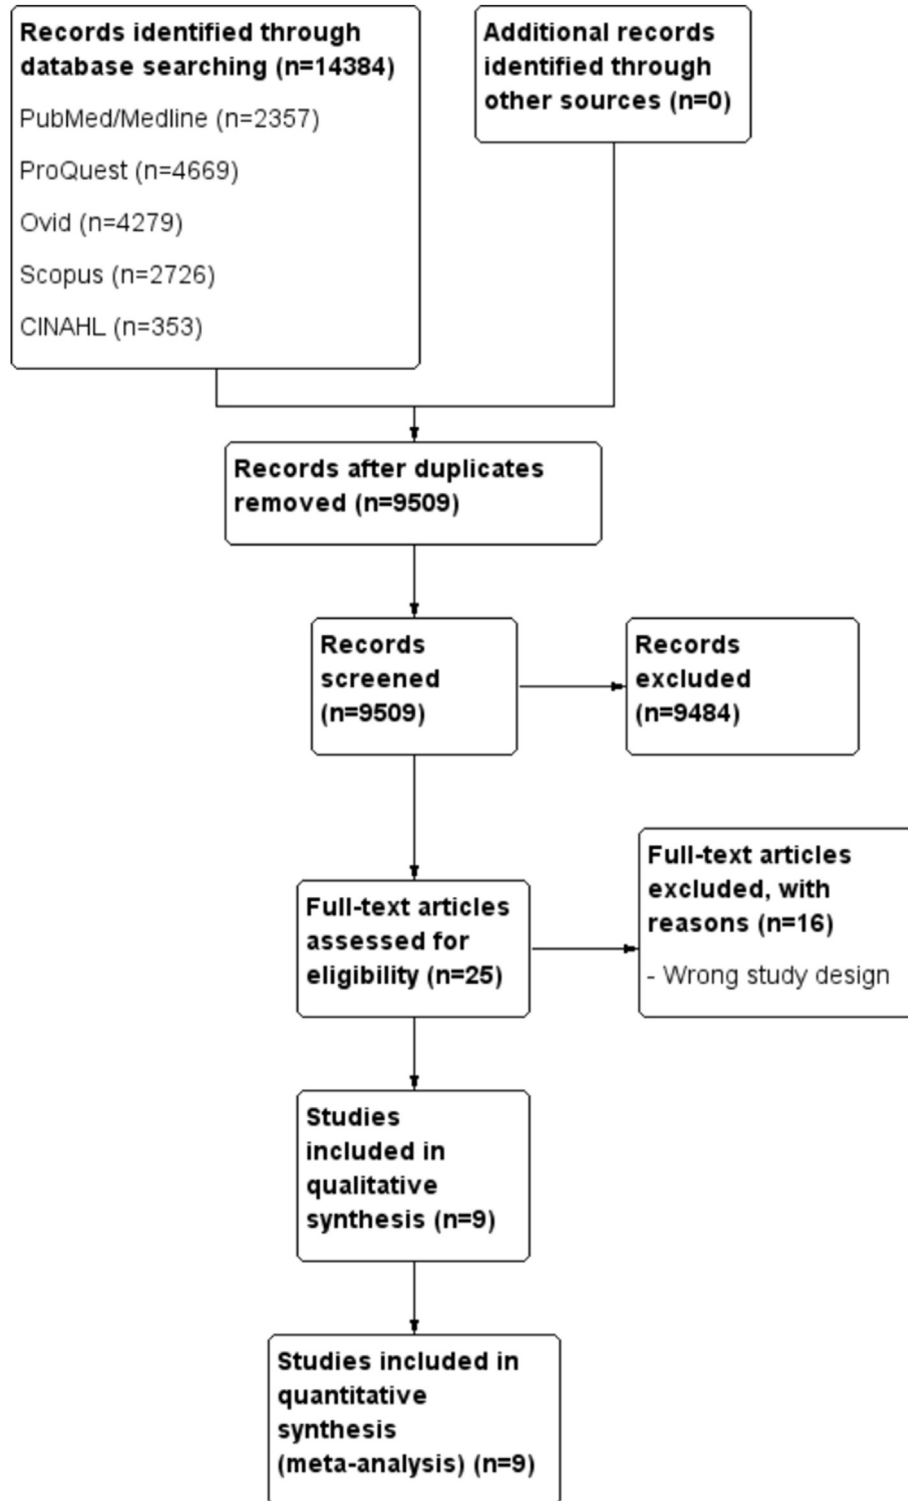 Records identified through
database searching (n=14384)
PubMed/Medline (n=2357)
ProQuest (n=4669)
Ovid (n=4279)
Scopus (n=2726)
CINAHL (n=353)
Additional records
identified through
other sources (n=0)
Records after duplicates
removed (n=9509)
Records
screened
(n=9509)
Records
excluded
(n=9484)
Full-text articles
assessed for
eligibility (n=25)
Full-text articles
excluded, with
reasons (n=16)
- Wrong study design
Studies
included in
qualitative
synthesis (n=9)
Studies included in
quantitative
synthesis
(meta-analysis) (n=9)